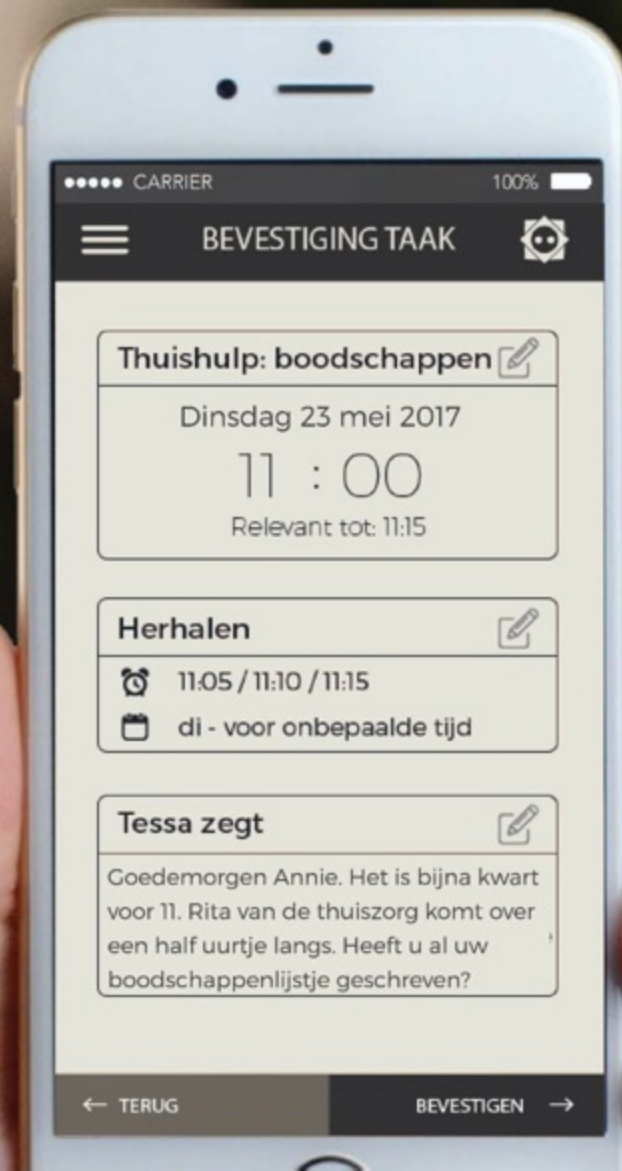 CARRIER 100%
BEVESTIGING TAAK
Thuishulp: boodschappen
Dinsdag 23 mei 2017
11 : 00
Relevant tot: 11:15
Herhalen
11:05 / 11:10 / 11:15
di - voor onbepaalde tijd
Tessa zegt
Goedemorgen Annie. Het is bijna kwart
voor 11. Rita van de thuiszorg komt over
een half uurtje langs. Heeft u al uw
boodschappenlijstje geschreven?
← TERUG BEVESTIGEN →